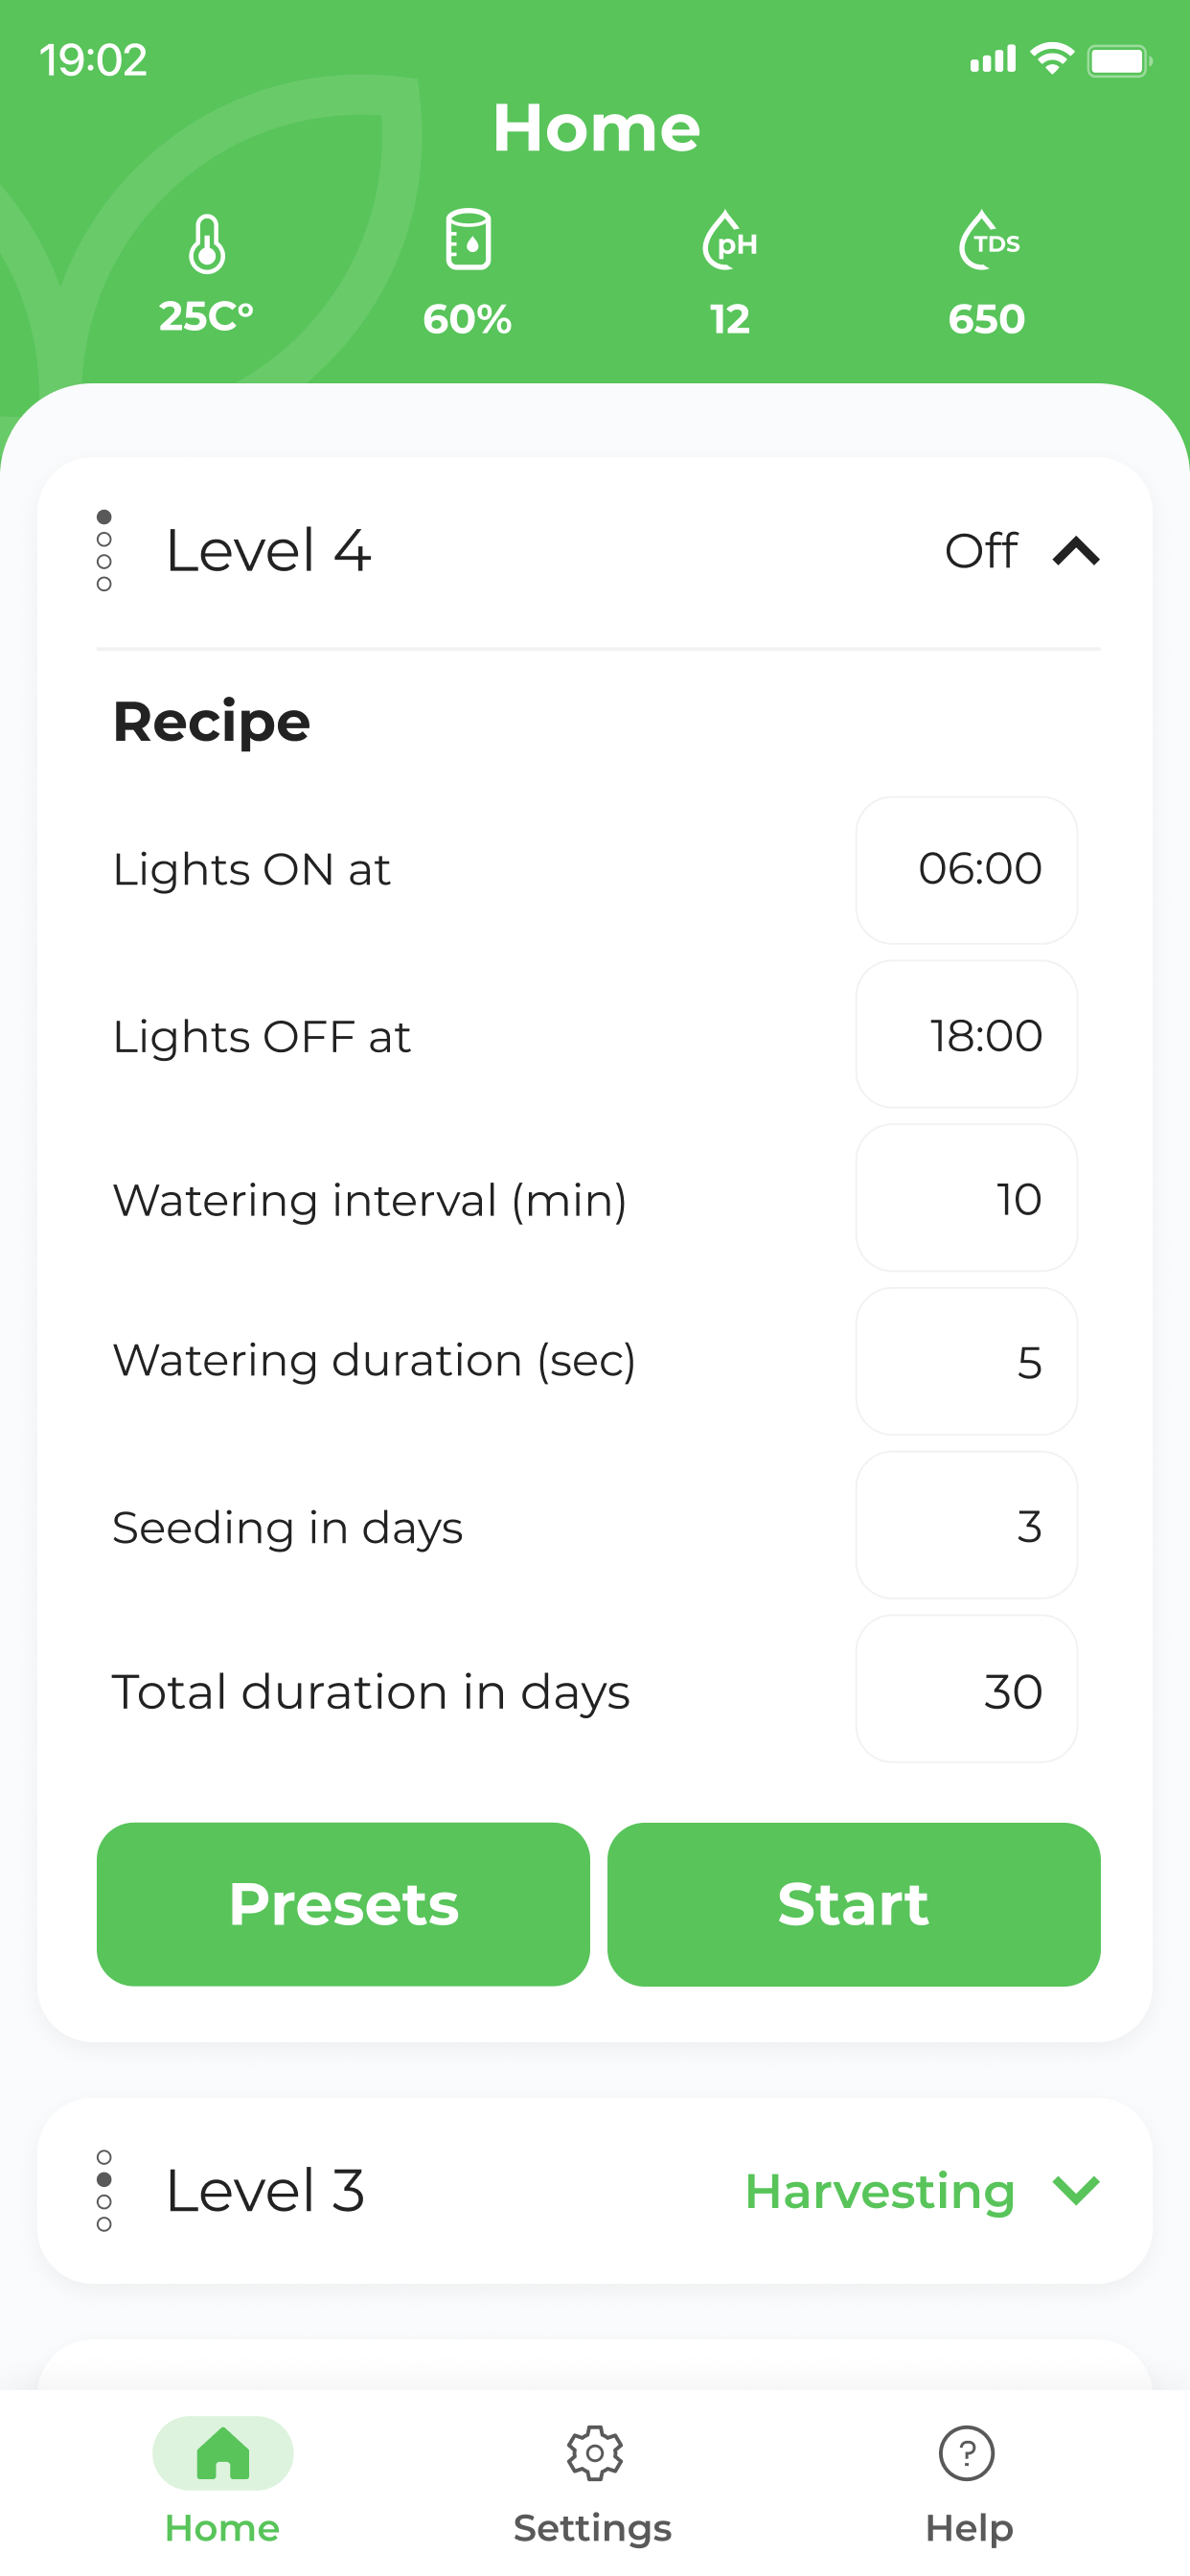 19:02
Home
pH TDS
25C° 60% 12 650
Level 4 Off
Recipe
Lights ON at 06:00
Lights OFF at 18:00
Watering interval (min) 10
Watering duration (sec) 5
Seeding in days 3
Total duration in days 30
Presets Start
Level 3 Harvesting
?
Home Settings Help